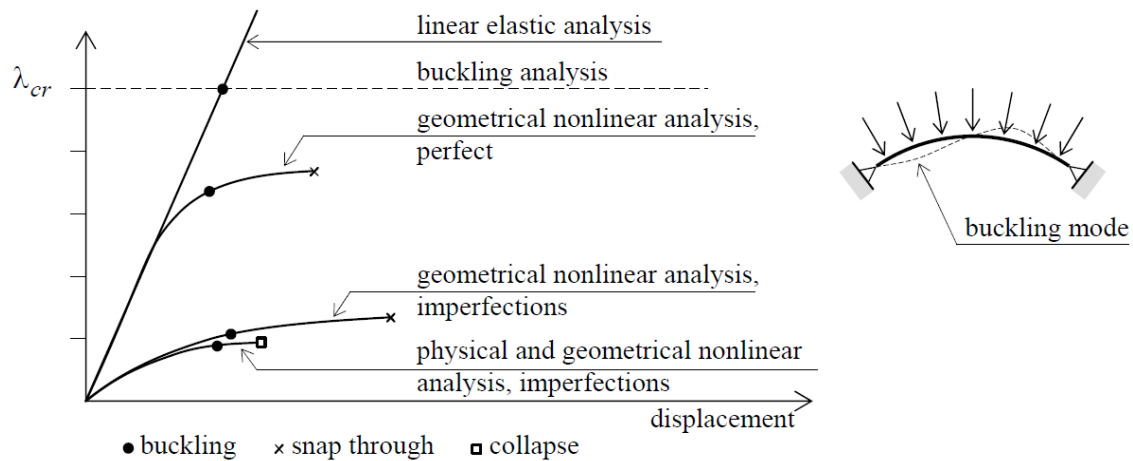 linear elastic analysis
λcr
buckling analysis
geometrical nonlinear analysis,
perfect
buckling mode
geometrical nonlinear analysis,
imperfections
physical and geometrical nonlinear
analysis, imperfections
displacement
buckling
snap through
collapse